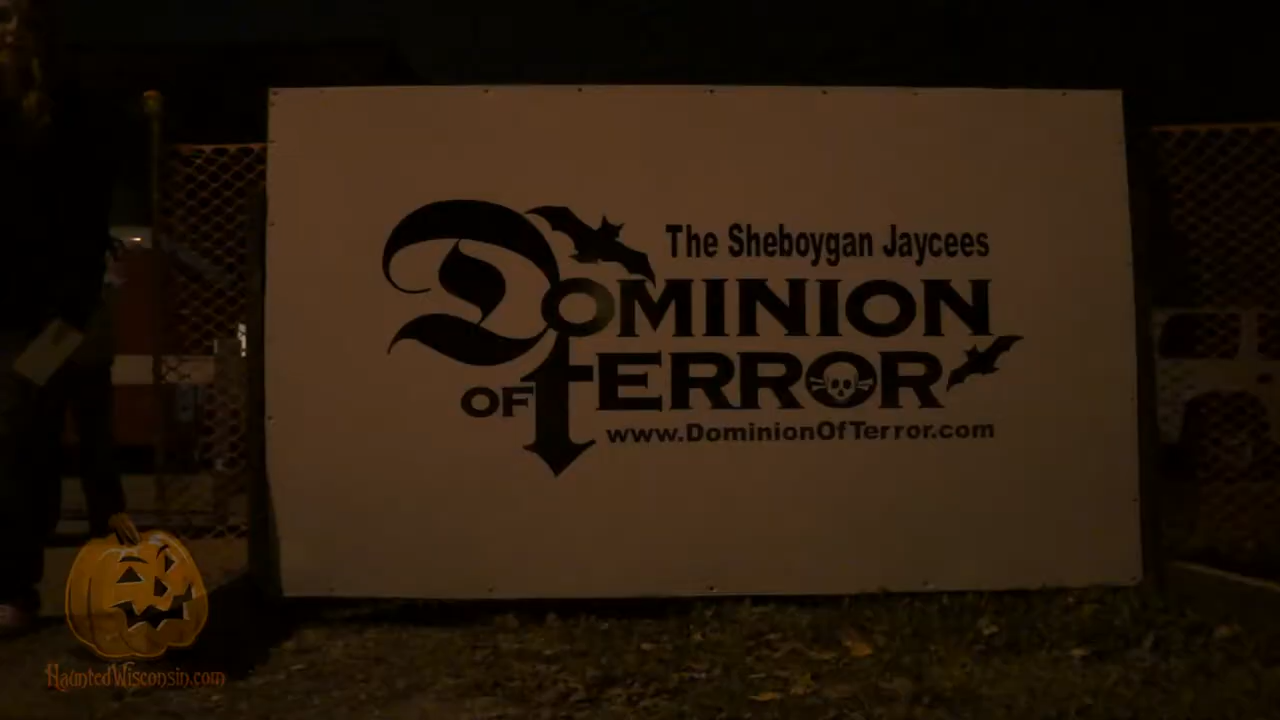 The Sheboygan Jaycees
DOMINION
OF TERROR
www.DominionOfTerror.com
HauntedWisconsin.com